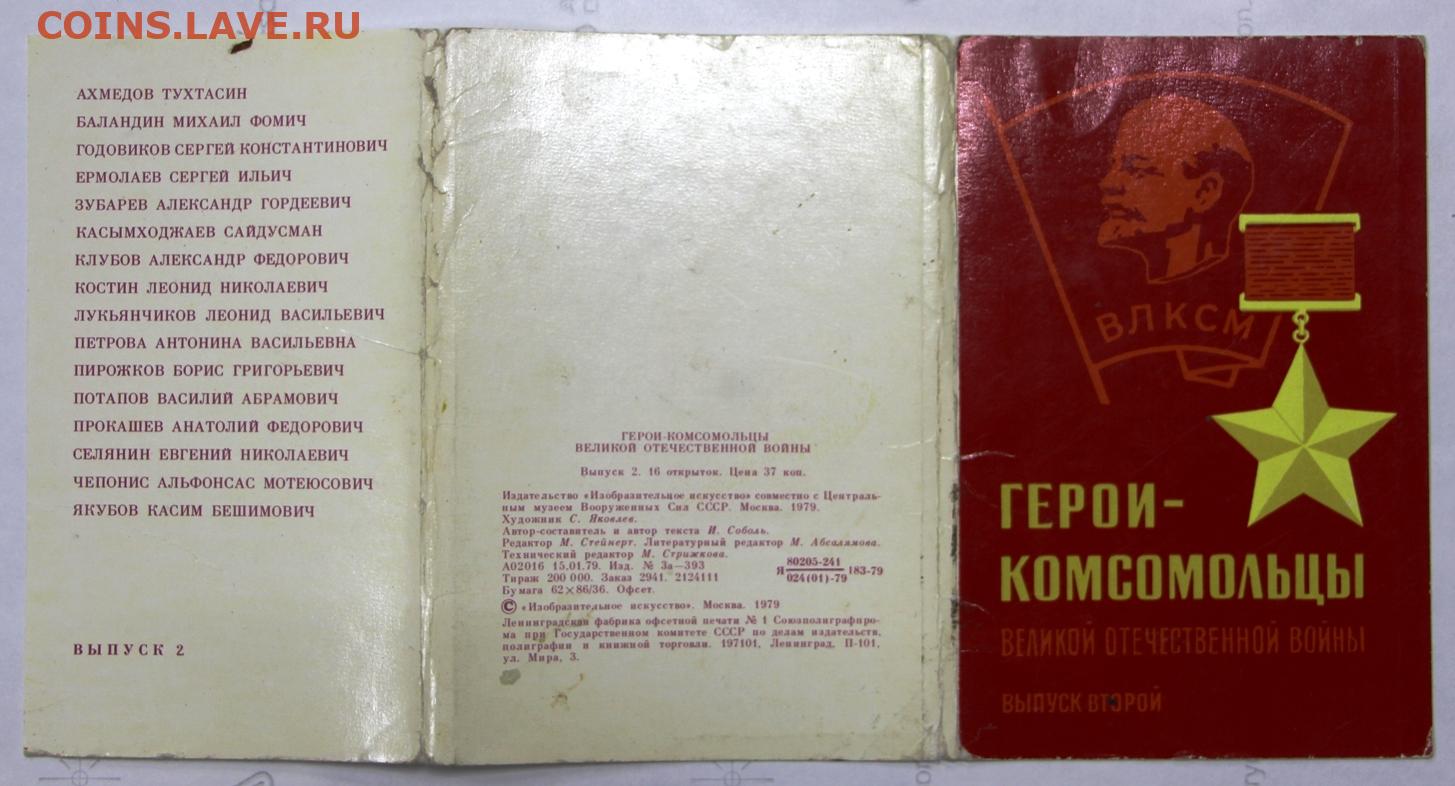 COINS.LAVE.RU
АХМЕДОВ ТУХТАСИН
БАЛАНДИН МИХАИЛ ФОМИЧ
ГОДОВИКОВ СЕРГЕЙ КОНСТАНТИНОВИЧ
ЕРМОЛАЕВ СЕРГЕЙ ИЛЬИЧ
ЗУБАРЕВ АЛЕКСАНДР ГОРДЕЕВИЧ
КАСЫМХОДЖАЕВ САЙДУСМАН
КЛУБОВ АЛЕКСАНДР ФЕДОРОВИЧ
КОСТИН ЛЕОНИД НИКОЛАЕВИЧ
ЛУКЬЯНЧИКОВ ЛЕОНИД ВАСИЛЬЕВИЧ
ПЕТРОВА АНТОНИНА ВАСИЛЬЕВНА
ПИРОЖКОВ БОРИС ГРИГОРЬЕВИЧ
ПОТАПОВ ВАСИЛИЙ АБРАМОВИЧ
ПРОКАШЕВ АНАТОЛИЙ ФЕДОРОВИЧ
СЕЛЯНИН ЕВГЕНИЙ НИКОЛАЕВИЧ
ЧЕПОНИС АЛЬФОНСАС МОТЕЮСОВИЧ
ЯКУБОВ КАСИМ БЕШИМОВИЧ
ВЫПУСК 2
ГЕРОИ-КОМСОМОЛЬЦЫ
ВЕЛИКОЙ ОТЕЧЕСТВЕННОЙ ВОЙНЫ
Выпуск 2. 16 открыток. Цена 37 коп.
Издательство «Изобразительное искусство» совместно с Централь-
ным музеем Вооруженных Сил СССР. Москва. 1979.
Художник С. Яковлев.
Автор-составитель и автор текста И. Соболь.
Редактор М. Стейнерт. Литературный редактор М. Абсалямова.
Технический редактор М. Стрижкова.
А02016 15.01.79. Изд. № 3а—393
Тираж 200 000. Заказ 2941. 2124111
Бумага 62×86/36. Офсет.
Я 80205-241
024(01)-79 183-79
© «Изобразительное искусство». Москва. 1979
Ленинградская фабрика офсетной печати № 1 Союзполиграфпро-
ма при Государственном комитете СССР по делам издательств,
полиграфии и книжной торговли. 197101, Ленинград, П-101,
ул. Мира, 3.
ВЛКСМ
ГЕРОИ-
КОМСОМОЛЬЦЫ
ВЕЛИКОЙ ОТЕЧЕСТВЕННОЙ ВОЙНЫ
ВЫПУСК ВТОРОЙ